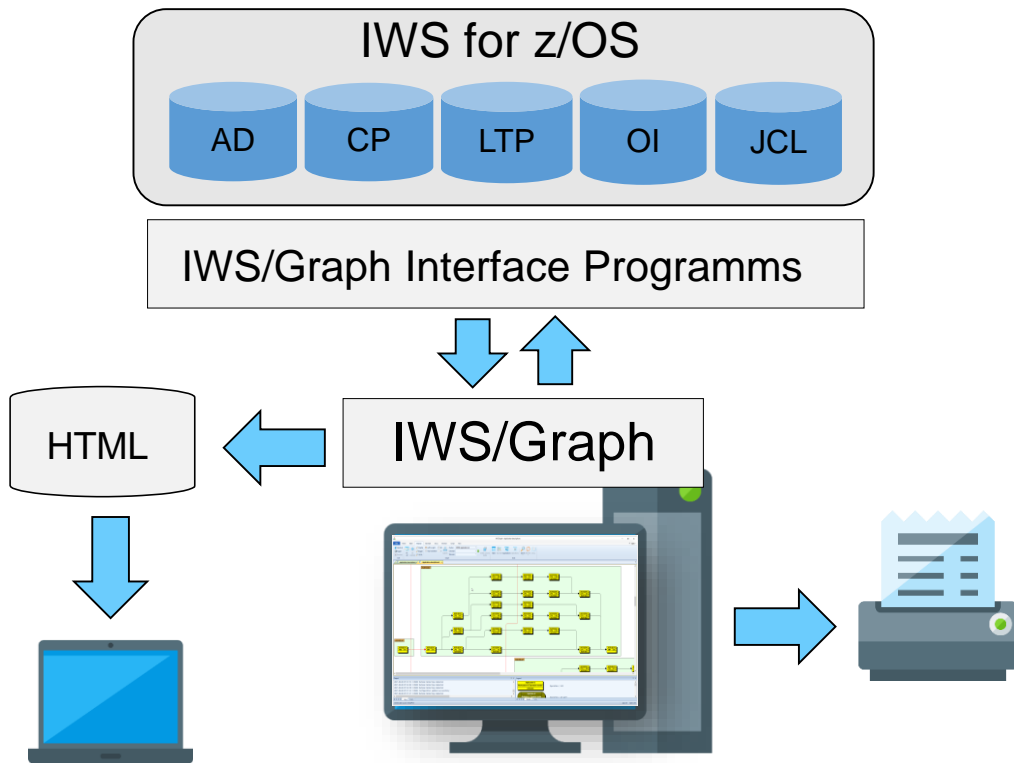 IWS for z/OS
AD CP LTP OI JCL
IWS/Graph Interface Programms
IWS/Graph
HTML